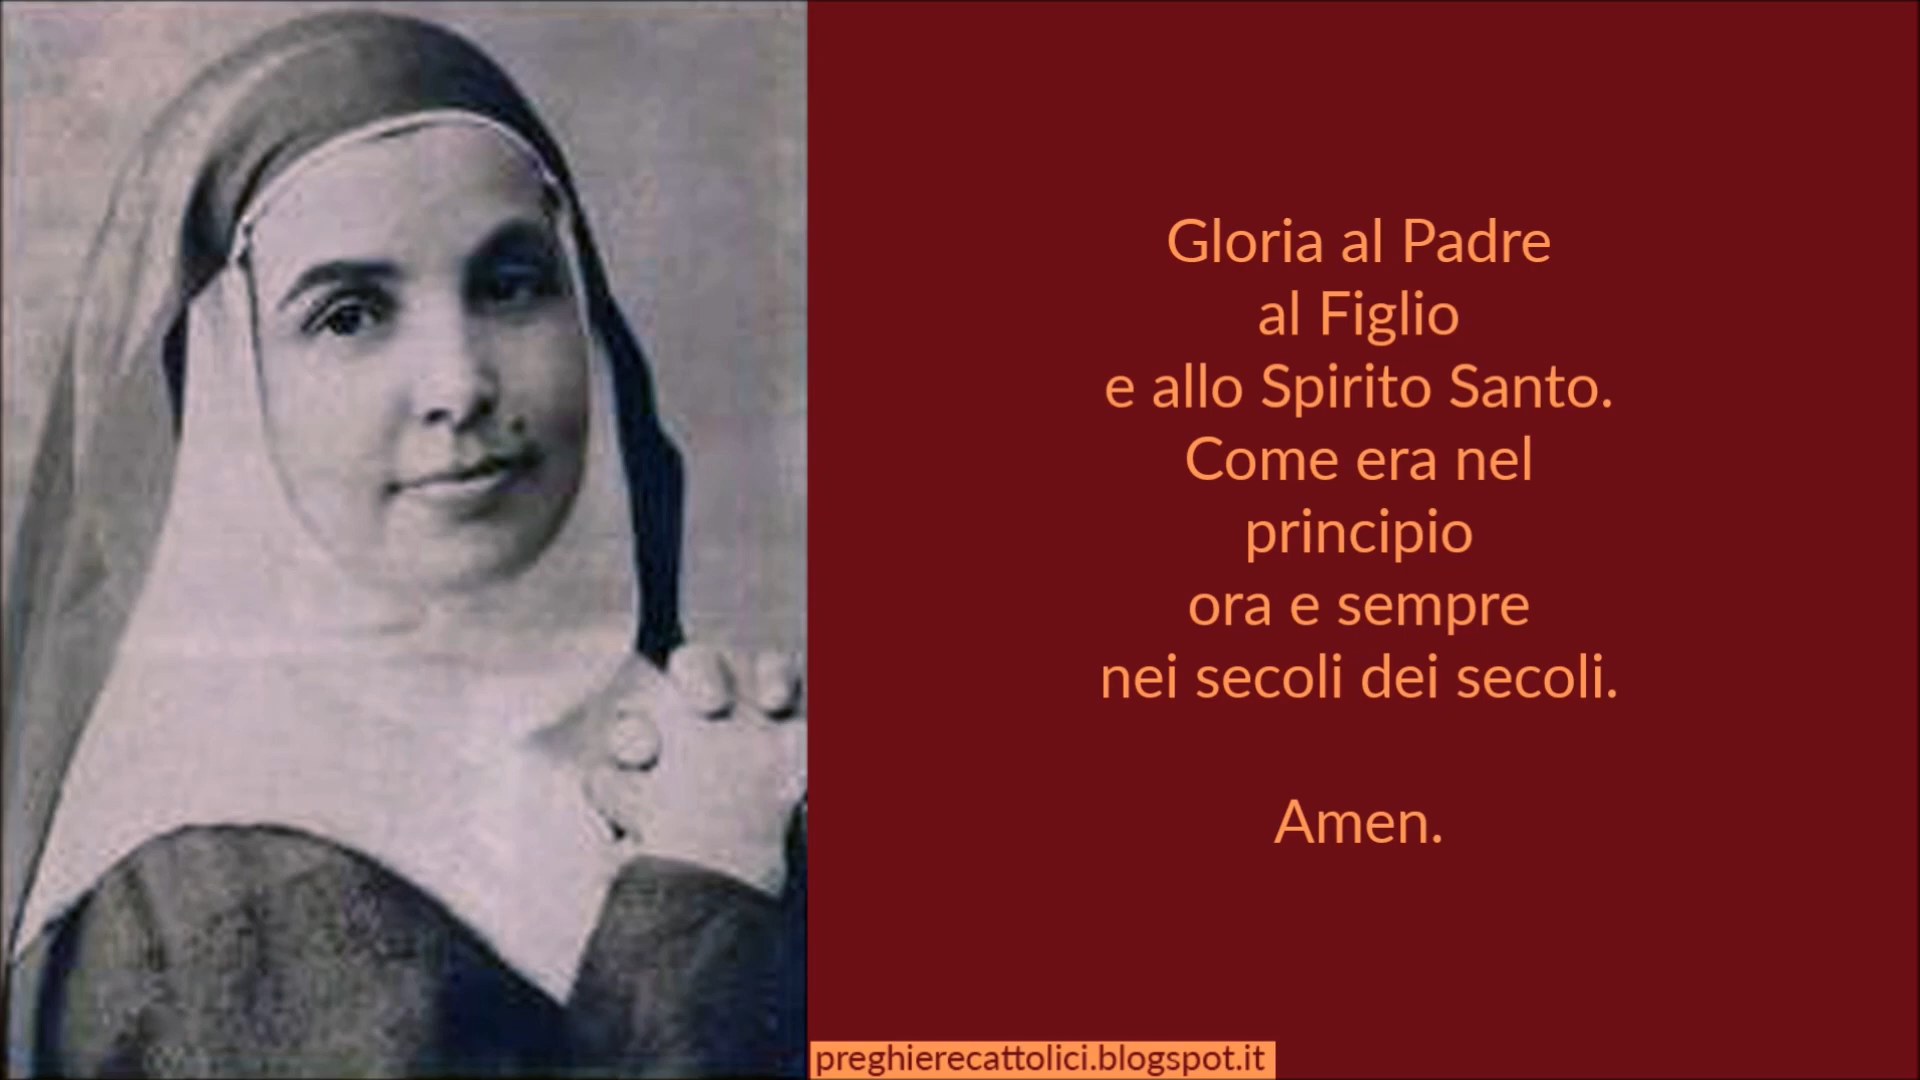 Gloria al Padre
al Figlio
e allo Spirito Santo.
Come era nel
principio
ora e sempre
nei secoli dei secoli.
Amen.
preghierecattolici.blogspot.it